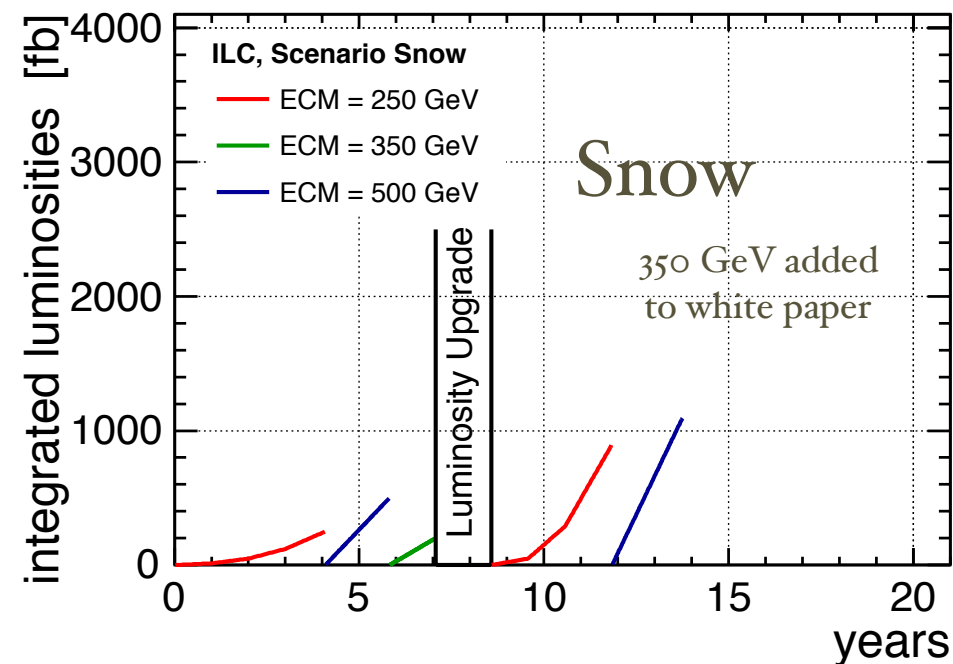 integrated luminosities [fb]
4000
3000
2000
1000
0
ILC, Scenario Snow
ECM = 250 GeV
ECM = 350 GeV
ECM = 500 GeV
Snow
350 GeV added
to white paper
Luminosity Upgrade
0 5 10 15 20
years